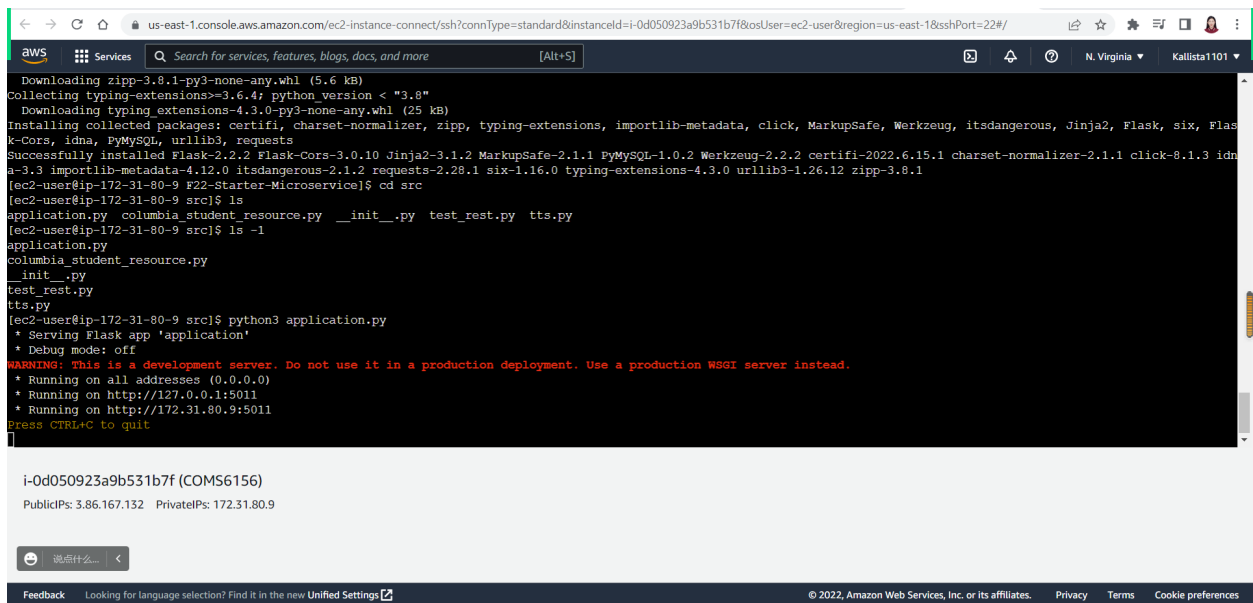 us-east-1.console.aws.amazon.com/ec2-instance-connect/ssh?connType=standard&instanceId=i-0d050923a9b531b7f&osUser=ec2-user&region=us-east-1&sshPort=22#/
aws Services Search for services, features, blogs, docs, and more [Alt+S] N. Virginia ▼ Kallista1101 ▼
  Downloading zipp-3.8.1-py3-none-any.whl (5.6 kB)
Collecting typing-extensions>=3.6.4; python_version < "3.8"
  Downloading typing_extensions-4.3.0-py3-none-any.whl (25 kB)
Installing collected packages: certifi, charset-normalizer, zipp, typing-extensions, importlib-metadata, click, MarkupSafe, Werkzeug, itsdangerous, Jinja2, Flask, six, Flas
k-Cors, idna, PyMySQL, urllib3, requests
Successfully installed Flask-2.2.2 Flask-Cors-3.0.10 Jinja2-3.1.2 MarkupSafe-2.1.1 PyMySQL-1.0.2 Werkzeug-2.2.2 certifi-2022.6.15.1 charset-normalizer-2.1.1 click-8.1.3 idn
a-3.3 importlib-metadata-4.12.0 itsdangerous-2.1.2 requests-2.28.1 six-1.16.0 typing-extensions-4.3.0 urllib3-1.26.12 zipp-3.8.1
[ec2-user@ip-172-31-80-9 F22-Starter-Microservice]$ cd src
[ec2-user@ip-172-31-80-9 src]$ ls
application.py  columbia_student_resource.py  __init__.py  test_rest.py  tts.py
[ec2-user@ip-172-31-80-9 src]$ ls -1
application.py
columbia_student_resource.py
__init__.py
test_rest.py
tts.py
[ec2-user@ip-172-31-80-9 src]$ python3 application.py
 * Serving Flask app 'application'
 * Debug mode: off
WARNING: This is a development server. Do not use it in a production deployment. Use a production WSGI server instead.
 * Running on all addresses (0.0.0.0)
 * Running on http://127.0.0.1:5011
 * Running on http://172.31.80.9:5011
Press CTRL+C to quit
i-0d050923a9b531b7f (COMS6156)
PublicIPs: 3.86.167.132 PrivateIPs: 172.31.80.9
说点什么...
Feedback Looking for language selection? Find it in the new Unified Settings © 2022, Amazon Web Services, Inc. or its affiliates. Privacy Terms Cookie preferences